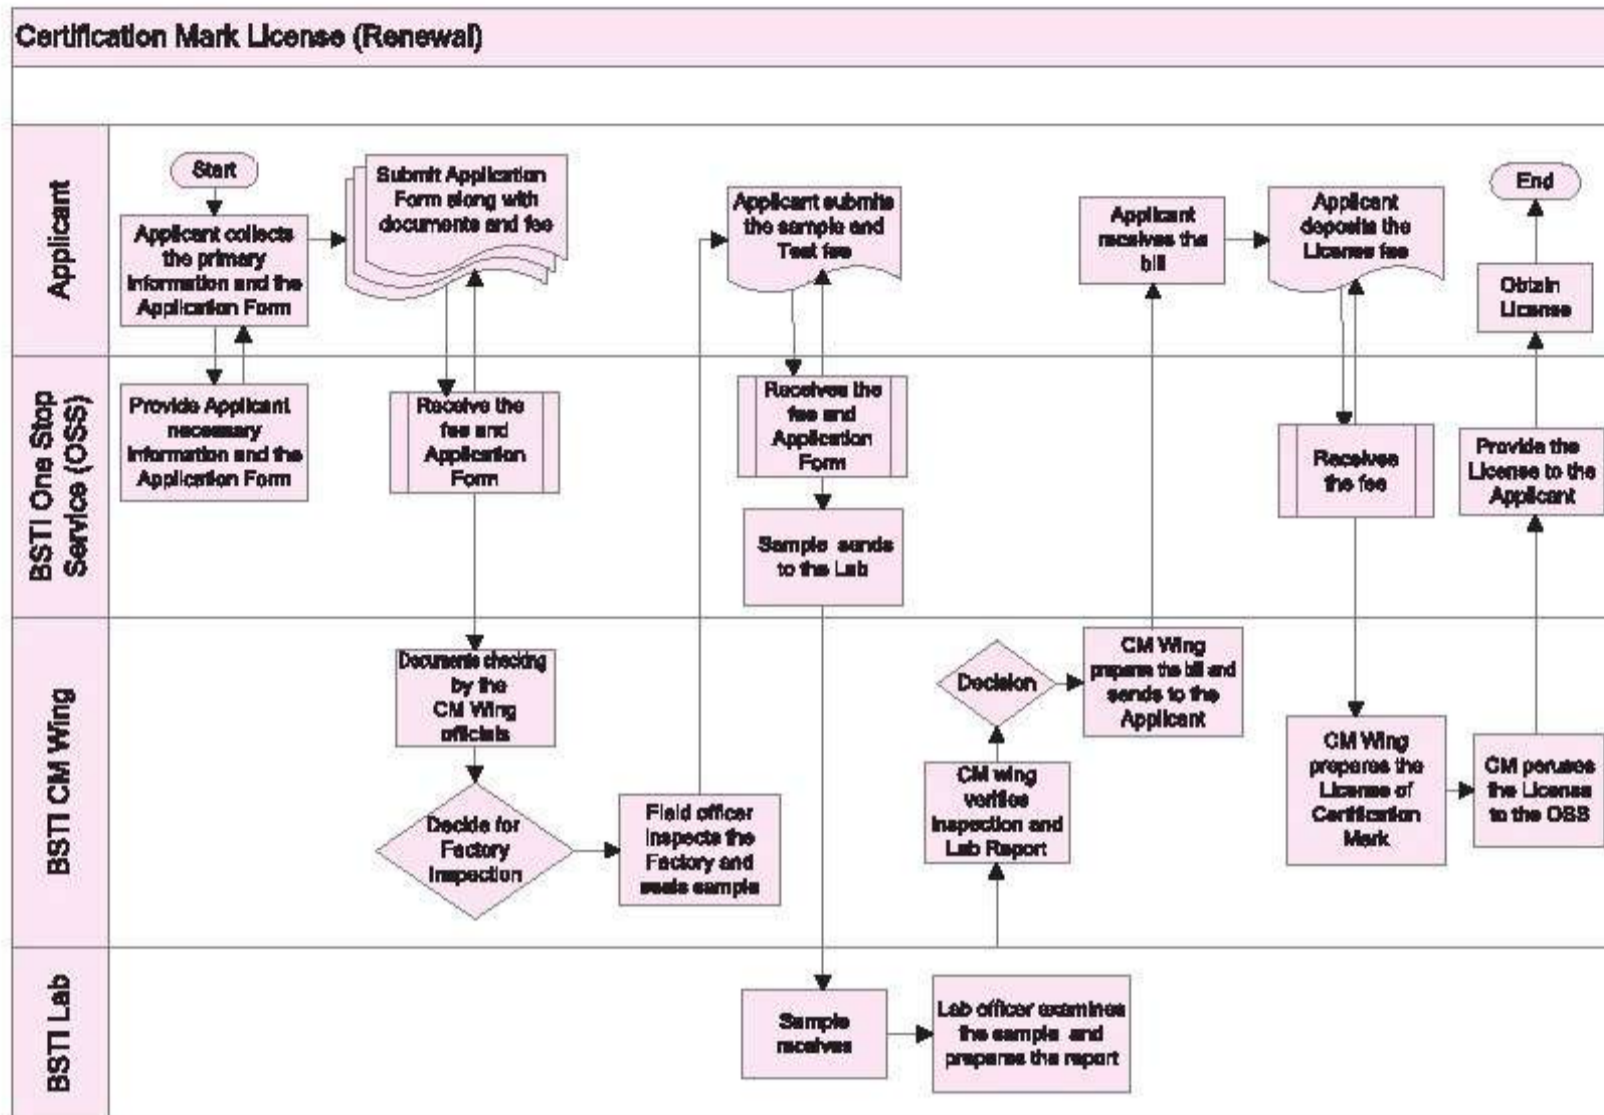 Certification Mark License (Renewal)
Applicant
Start
Applicant collects
the primary
information and the
Application Form
Submit Application
Form along with
documents and fee
Applicant submits
the sample and
Test fee
Applicant
receives the
bill
Applicant
deposits the
License fee
End
Obtain
License
BSTI One Stop
Service (OSS)
Provide Applicant
necessary
information and the
Application Form
Receive the
fee and
Application
Form
Receives the
fee and
Application
Form
Sample sends
to the Lab
Receives
the fee
Provide the
License to the
Applicant
BSTI CM Wing
Documents checking
by the
CM Wing
officials
Decide for
Factory
Inspection
Field officer
inspects the
Factory and
seals sample
Decision
CM wing
verifies
inspection and
Lab Report
CM Wing
prepares the bill and
sends to the
Applicant
CM Wing
prepares the
License of
Certification
Mark
CM peruses
the License
to the OSS
BSTI Lab
Sample
receives
Lab officer examines
the sample and
prepares the report